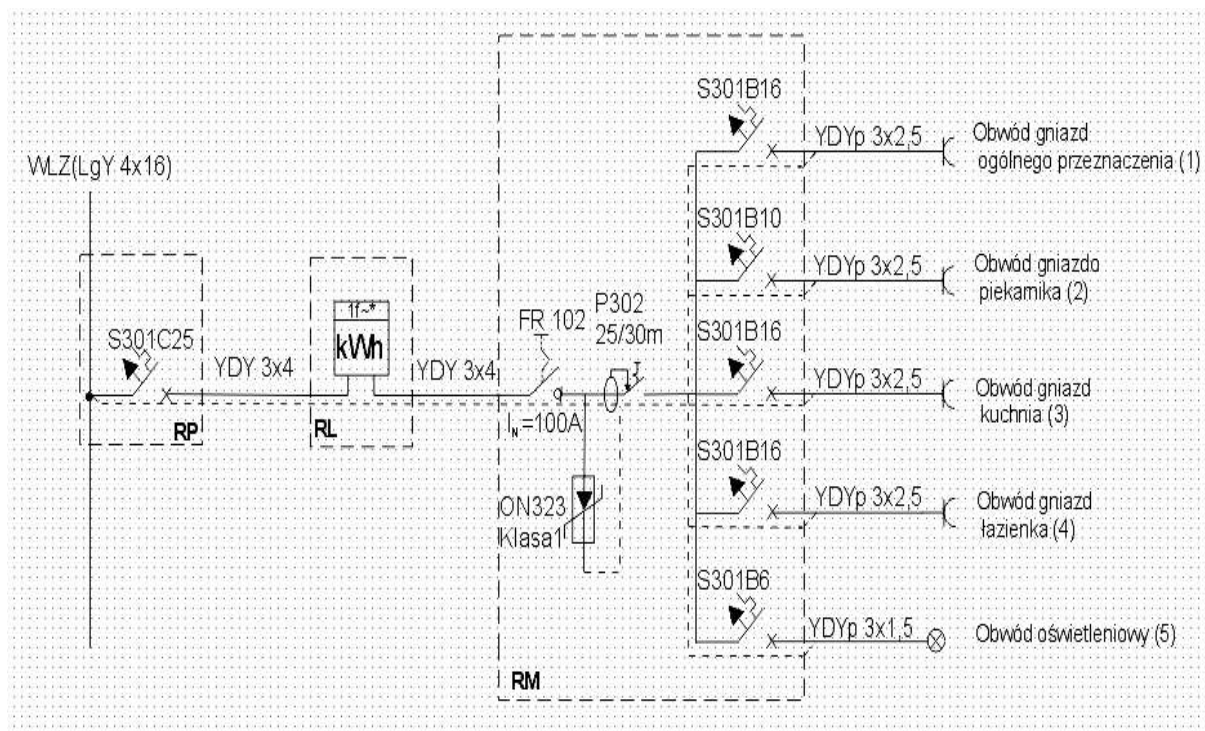 WLZ(LgY 4x16)
S301C25
RP
YDY 3x4
1f~*
kWh
RL
YDY 3x4
FR 102
I_N=100A
P302
25/30m
ON323
Klasa1
RM
S301B16
YDYp 3x2,5
Obwód gniazd
ogólnego przeznaczenia (1)
S301B10
YDYp 3x2,5
Obwód gniazdo
piekarnika (2)
S301B16
YDYp 3x2,5
Obwód gniazd
kuchnia (3)
S301B16
YDYp 3x2,5
Obwód gniazd
łazienka (4)
S301B6
YDYp 3x1,5
Obwód oświetleniowy (5)